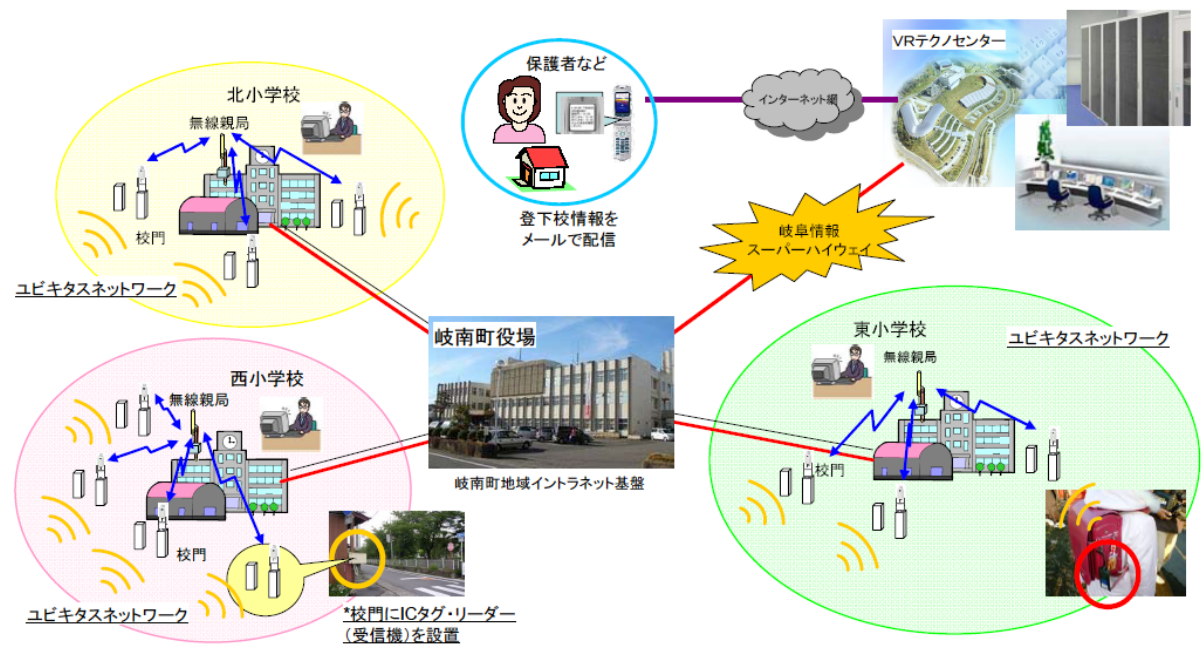 北小学校
無線親局
校門
ユビキタスネットワーク
保護者など
登下校情報を
メールで配信
インターネット網
VRテクノセンター
岐阜情報
スーパーハイウェイ
岐南町役場
岐南町地域イントラネット基盤
西小学校
無線親局
校門
ユビキタスネットワーク
*校門にICタグ・リーダー
(受信機)を設置
東小学校
無線親局
ユビキタスネットワーク
校門